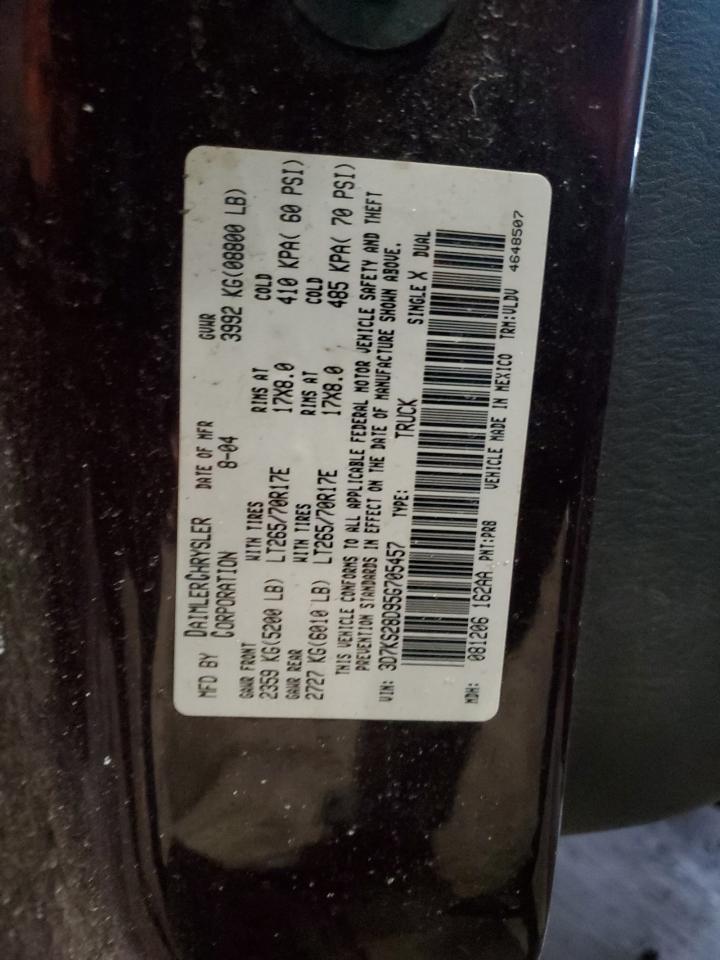 MFD BY DAIMLERCHRYSLER CORPORATION DATE OF MFR 8-04 GVWR 3992 KG(08800 LB)
GAWR FRONT WITH TIRES RIMS AT COLD
2359 KG(5200 LB) LT265/70R17E 17X8.0 410 KPA( 60 PSI)
GAWR REAR WITH TIRES RIMS AT COLD
2727 KG(6010 LB) LT265/70R17E 17X8.0 485 KPA( 70 PSI)
THIS VEHICLE CONFORMS TO ALL APPLICABLE FEDERAL MOTOR VEHICLE SAFETY AND THEFT
PREVENTION STANDARDS IN EFFECT ON THE DATE OF MANUFACTURE SHOWN ABOVE.
VIN: 3D7KS28D95G705457 TYPE: TRUCK SINGLE X DUAL
MDH: 081206 162AA PNT:PR8 VEHICLE MADE IN MEXICO TRM:VLDV 4648507